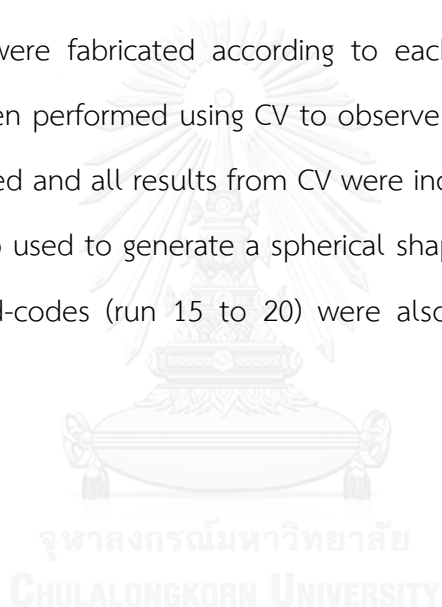 were fabricated according to each
en performed using CV to observe
ed and all results from CV were inc
o used to generate a spherical shap
d-codes (run 15 to 20) were also
จุฬาลงกรณ์มหาวิทยาลัย
CHULALONGKORN UNIVERSITY